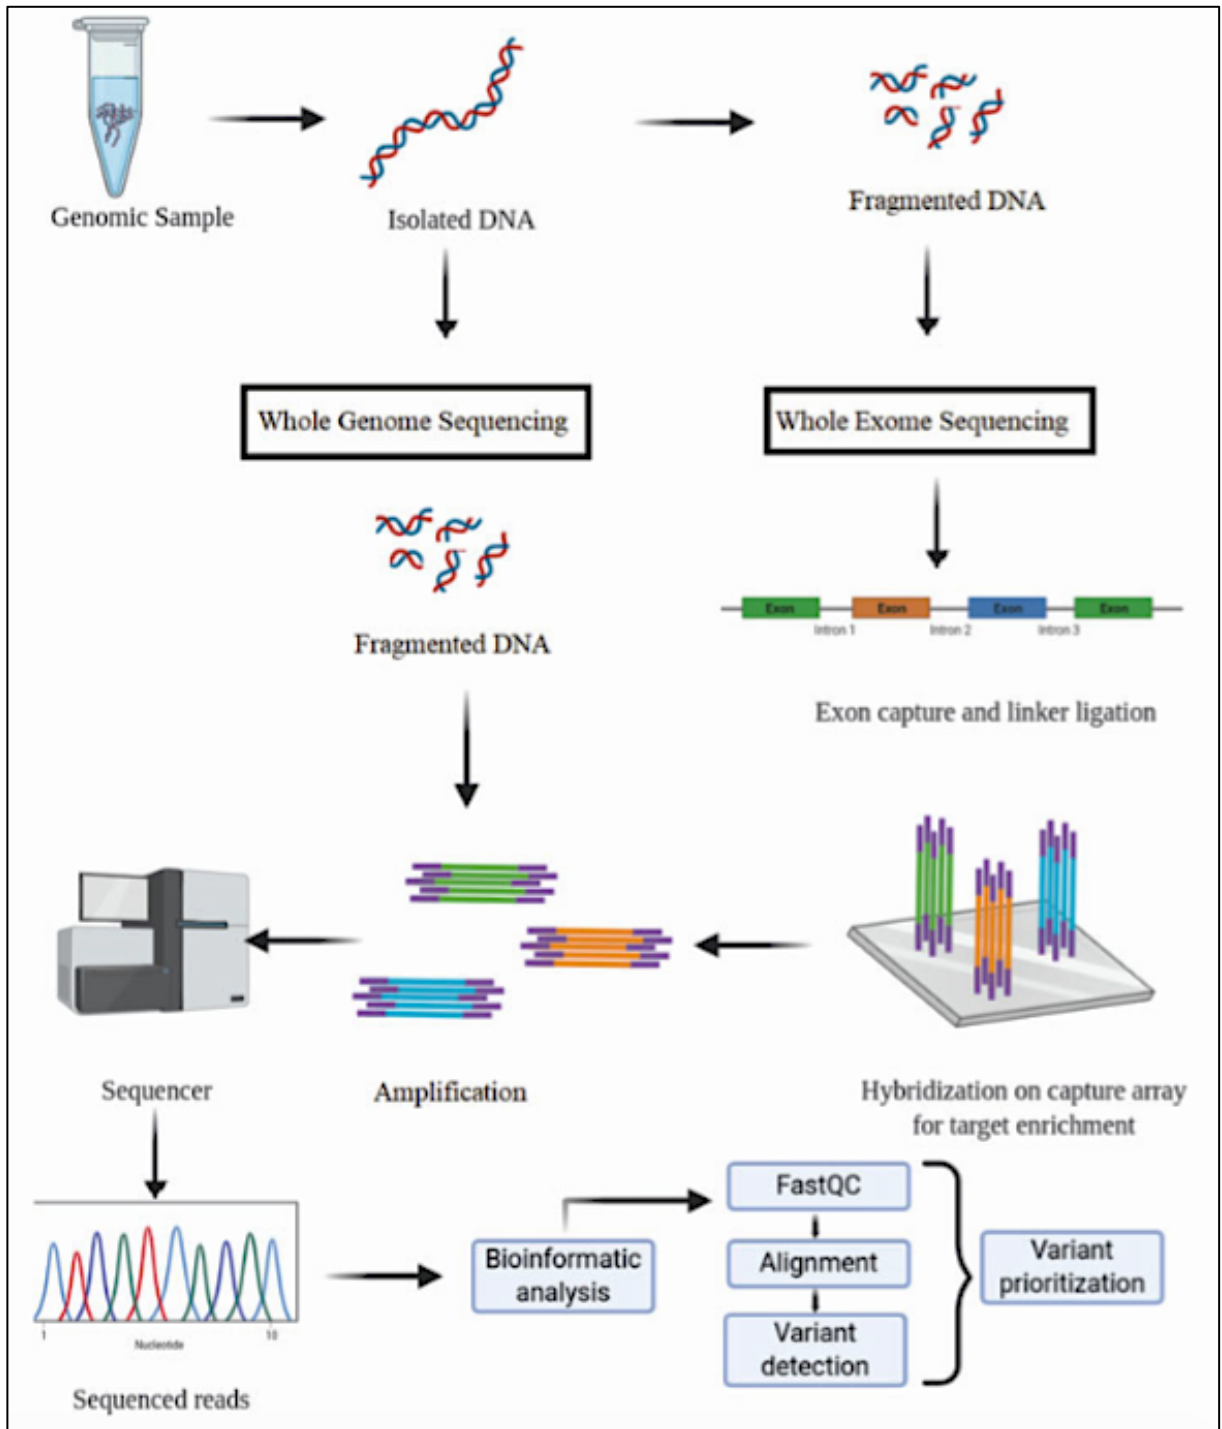 Genomic Sample
Isolated DNA
Fragmented DNA
Whole Genome Sequencing
Whole Exome Sequencing
Exon
Exon
Exon
Exon
Intron 1
Intron 2
Intron 3
Fragmented DNA
Exon capture and linker ligation
Sequencer
Amplification
Hybridization on capture array
for target enrichment
1
10
Nucleotide
Sequenced reads
Bioinformatic
analysis
FastQC
Alignment
Variant
detection
Variant
prioritization